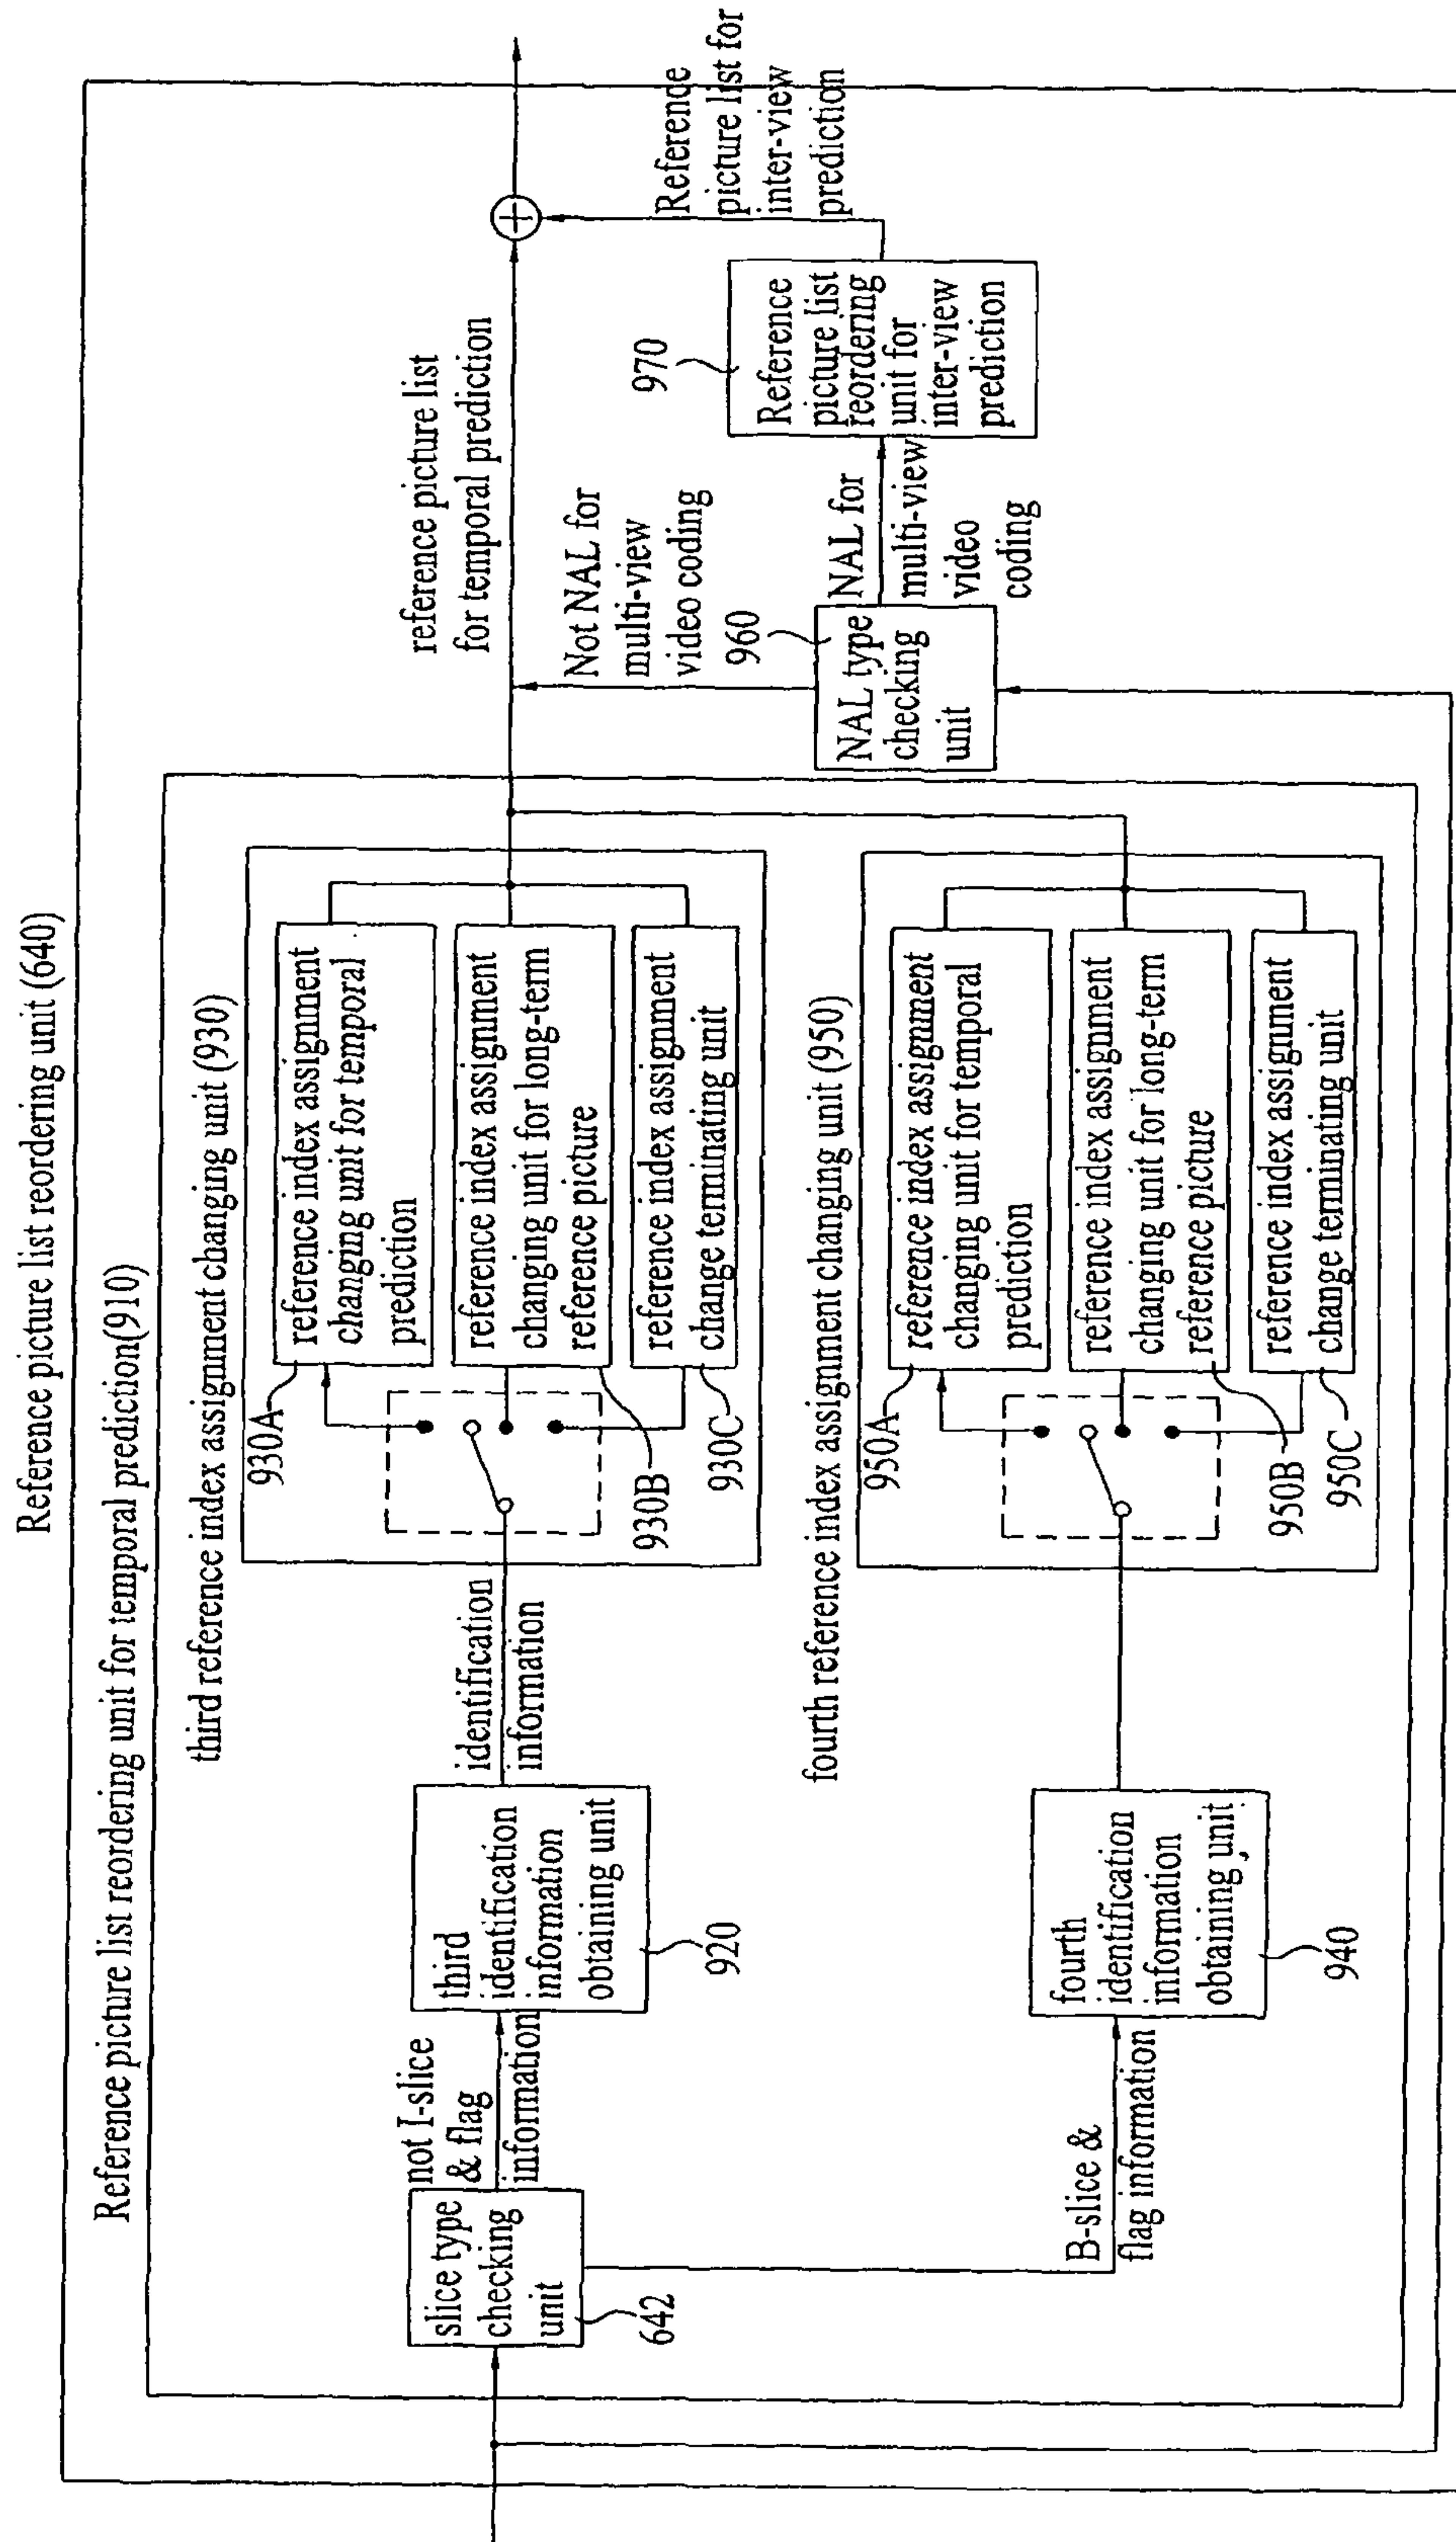 Reference picture list reordering unit (640)
Reference picture list reordering unit for temporal prediction(910)
third reference index assignment changing unit (930)
slice type
checking
unit
642
not I-slice
& flag
information
third
identification
information
obtaining unit
920
identification
information
930A
reference index assignment
changing unit for temporal
prediction
930B
reference index assignment
changing unit for long-term
reference picture
930C
reference index assignment
change terminating unit
B-slice &
flag information
fourth
identification
information
obtaining unit
940
fourth reference index assignment changing unit (950)
950A
reference index assignment
changing unit for temporal
prediction
950B
reference index assignment
changing unit for long-term
reference picture
950C
reference index assignment
change terminating unit
reference picture list
for temporal prediction
Not NAL for
multi-view
video coding
960
NAL type
checking
unit
NAL for
multi-view
video
coding
970
Reference
picture list
reordering
unit for
inter-view
prediction
Reference
picture list for
inter-view
prediction